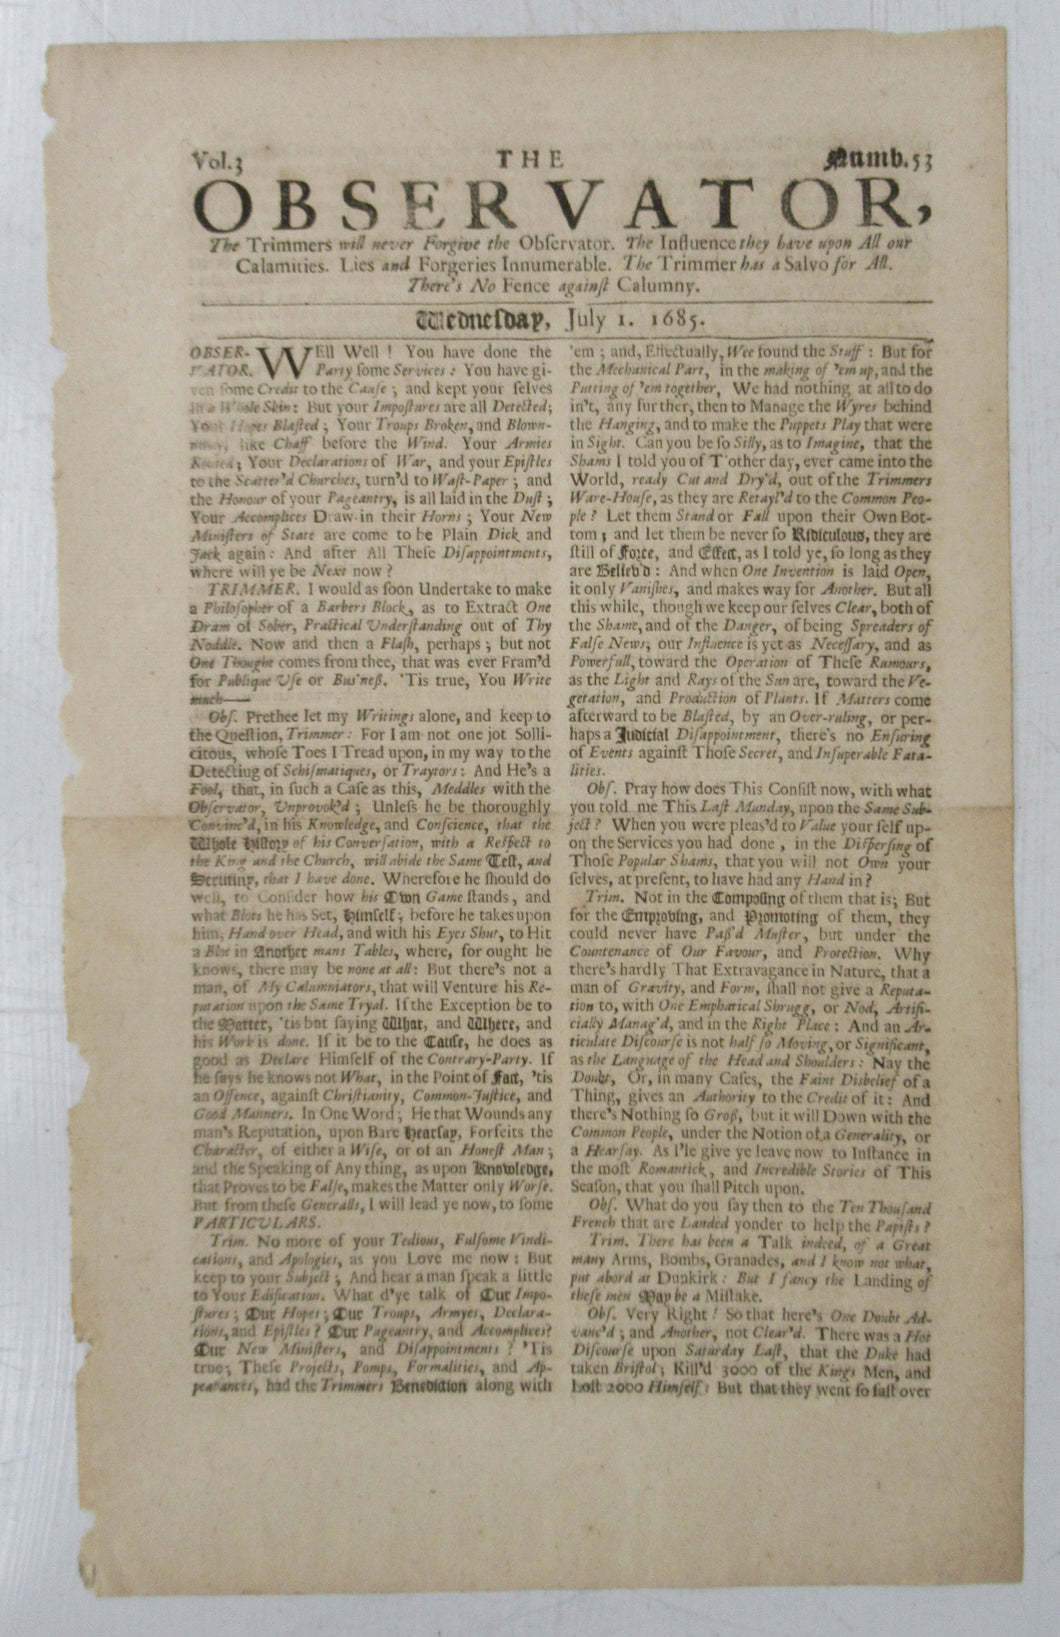 Vol.3 THE Numb.53
OBSERVATOR,
The Trimmers will never Forgive the Obſervator. The Influence they have upon All our
Calamities. Lies and Forgeries Innumerable. The Trimmer has a Salvo for All.
There's No Fence againſt Calumny.
Wedneſday, July 1. 1685.
OBSER- WEll Well ! You have done the
VATOR. Party ſome Services : You have gi-
ven ſome Credit to the Cauſe ; and kept your ſelves
in a Whole Skin : But your Impoſtures are all Detected;
Your Hopes Blaſted ; Your Troups Broken, and Blown-
away, like Chaff before the Wind. Your Armies
Routed; Your Declarations of War, and your Epiſtles
to the Scatter'd Churches, turn'd to Waſt-Paper ; and
the Honour of your Pageantry, is all laid in the Duſt ;
Your Accomplices Draw-in their Horns ; Your New
Miniſters of State are come to be Plain Dick and
Jack again : And after All Theſe Diſappointments,
where will ye be Next now ?
TRIMMER. I would as ſoon Undertake to make
a Philoſopher of a Barbers Block, as to Extract One
Dram of Sober, Practical Underſtanding out of Thy
Noddle. Now and then a Flaſh, perhaps ; but not
One Thought comes from thee, that was ever Fram'd
for Publique Uſe or Bus'neß. 'Tis true, You Write
much——
Obſ. Prethee let my Writings alone, and keep to
the Queſtion, Trimmer : For I am not one jot Solli-
citous, whoſe Toes I Tread upon, in my way to the
Detecting of Schiſmatiques, or Traytors : And He's a
Fool, that, in ſuch a Caſe as this, Meddles with the
Obſervator, Unprovok'd ; Unleſs he be thoroughly
Convinc'd, in his Knowledge, and Conſcience, that the
Whole Hiſtory of his Converſation, with a Reſpect to
the King and the Church, will abide the Same Teſt, and
Scrutiny, that I have done. Wherefore he ſhould do
well, to Conſider how his Own Game ſtands, and
what Blots he has Set, Himſelf ; before he takes upon
him, Hand over Head, and with his Eyes Shut, to Hit
a Blot in Another mans Tables, where, for ought he
knows, there may be none at all : But there's not a
man, of My Calumniators, that will Venture his Re-
putation upon the Same Tryal. If the Exception be to
the Matter, 'tis but ſaying What, and Where, and
his Work is done. If it be to the Cauſe, he does as
good as Declare Himſelf of the Contrary-Party. If
he ſays he knows not What, in the Point of Fact, 'tis
an Offence, againſt Chriſtianity, Common-Juſtice, and
Good Manners. In One Word ; He that Wounds any
man's Reputation, upon Bare Hearſay, Forfeits the
Character, of either a Wiſe, or of an Honeſt Man ;
and the Speaking of Any thing, as upon Knowledge,
that Proves to be Falſe, makes the Matter only Worſe.
But from theſe Generalls, I will lead ye now, to ſome
PARTICULARS.
Trim. No more of your Tedious, Fulſome Vindi-
cations, and Apologies, as you Love me now : But
keep to your Subject ; And hear a man ſpeak a little
to Your Edification. What d'ye talk of Our Impo-
ſtures ; Our Hopes ; Our Troups, Armyes, Declara-
tions, and Epiſtles ? Our Pageantry, and Accomplices?
Our New Miniſters, and Diſappointments ? 'Tis
true; Theſe Projects, Pomps, Formalities, and Ap-
pearances, had the Trimmers Benediction along with
'em ; and, Effectually, Wee found the Stuff : But for
the Mechanical Part, in the making of 'em up, and the
Putting of 'em together, We had nothing at all to do
in't, any further, then to Manage the Wyres behind
the Hanging, and to make the Puppets Play that were
in Sight. Can you be ſo Silly, as to Imagine, that the
Shams I told you of T'other day, ever came into the
World, ready Cut and Dry'd, out of the Trimmers
Ware-Houſe, as they are Retayl'd to the Common Peo-
ple ? Let them Stand or Fall upon their Own Bot-
tom ; and let them be never ſo Ridiculous, they are
ſtill of Force, and Effect, as I told ye, ſo long as they
are Believ'd : And when One Invention is laid Open,
it only Vaniſhes, and makes way for Another. But all
this while, though we keep our ſelves Clear, both of
the Shame, and of the Danger, of being Spreaders of
Falſe News; our Influence is yet as Neceſſary, and as
Powerfull, toward the Operation of Theſe Rumours,
as the Light and Rays of the Sun are, toward the Ve-
getation, and Production of Plants. If Matters come
afterward to be Blaſted, by an Over-ruling, or per-
haps a Judicial Diſappointment, there's no Enſuring
of Events againſt Thoſe Secret, and Inſuperable Fata-
lities.
Obſ. Pray how does This Conſiſt now, with what
you told me This Laſt Munday, upon the Same Sub-
ject ? When you were pleas'd to Value your ſelf up-
on the Services you had done , in the Diſperſing of
Thoſe Popular Shams, that you will not Own your
ſelves, at preſent, to have had any Hand in ?
Trim. Not in the Compoſing of them that is; But
for the Emproving, and Promoting of them, they
could never have Paß'd Muſter, but under the
Countenance of Our Favour, and Protection. Why
there's hardly That Extravagance in Nature, that a
man of Gravity, and Form, ſhall not give a Reputa-
tion to, with One Emphatical Shrugg, or Nod, Artifi-
cially Manag'd, and in the Right Place : And an Ar-
ticulate Diſcourſe is not half ſo Moving, or Significant,
as the Language of the Head and Shoulders : Nay the
Doubt, Or, in many Caſes, the Faint Disbelief of a
Thing, gives an Authority to the Credit of it : And
there's Nothing ſo Groß, but it will Down with the
Common People, under the Notion of a Generality, or
a Hearſay. As I'le give ye leave now to Inſtance in
the moſt Romantick, and Incredible Stories of This
Seaſon, that you ſhall Pitch upon.
Obſ. What do you ſay then to the Ten Thouſand
French that are Landed yonder to help the Papiſts ?
Trim. There has been a Talk indeed, of a Great
many Arms, Bombs, Granades, and I know not what,
put abord at Dunkirk : But I fancy the Landing of
theſe men May be a Miſtake.
Obſ. Very Right ! So that here's One Doubt Ad-
vanc'd ; and Another, not Clear'd. There was a Hot
Diſcourſe upon Saturday Laſt, that the Duke had
taken Briſtol ; Kill'd 3000 of the Kings Men, and
Loſt 2000 Himſelf : But that they went ſo faſt over